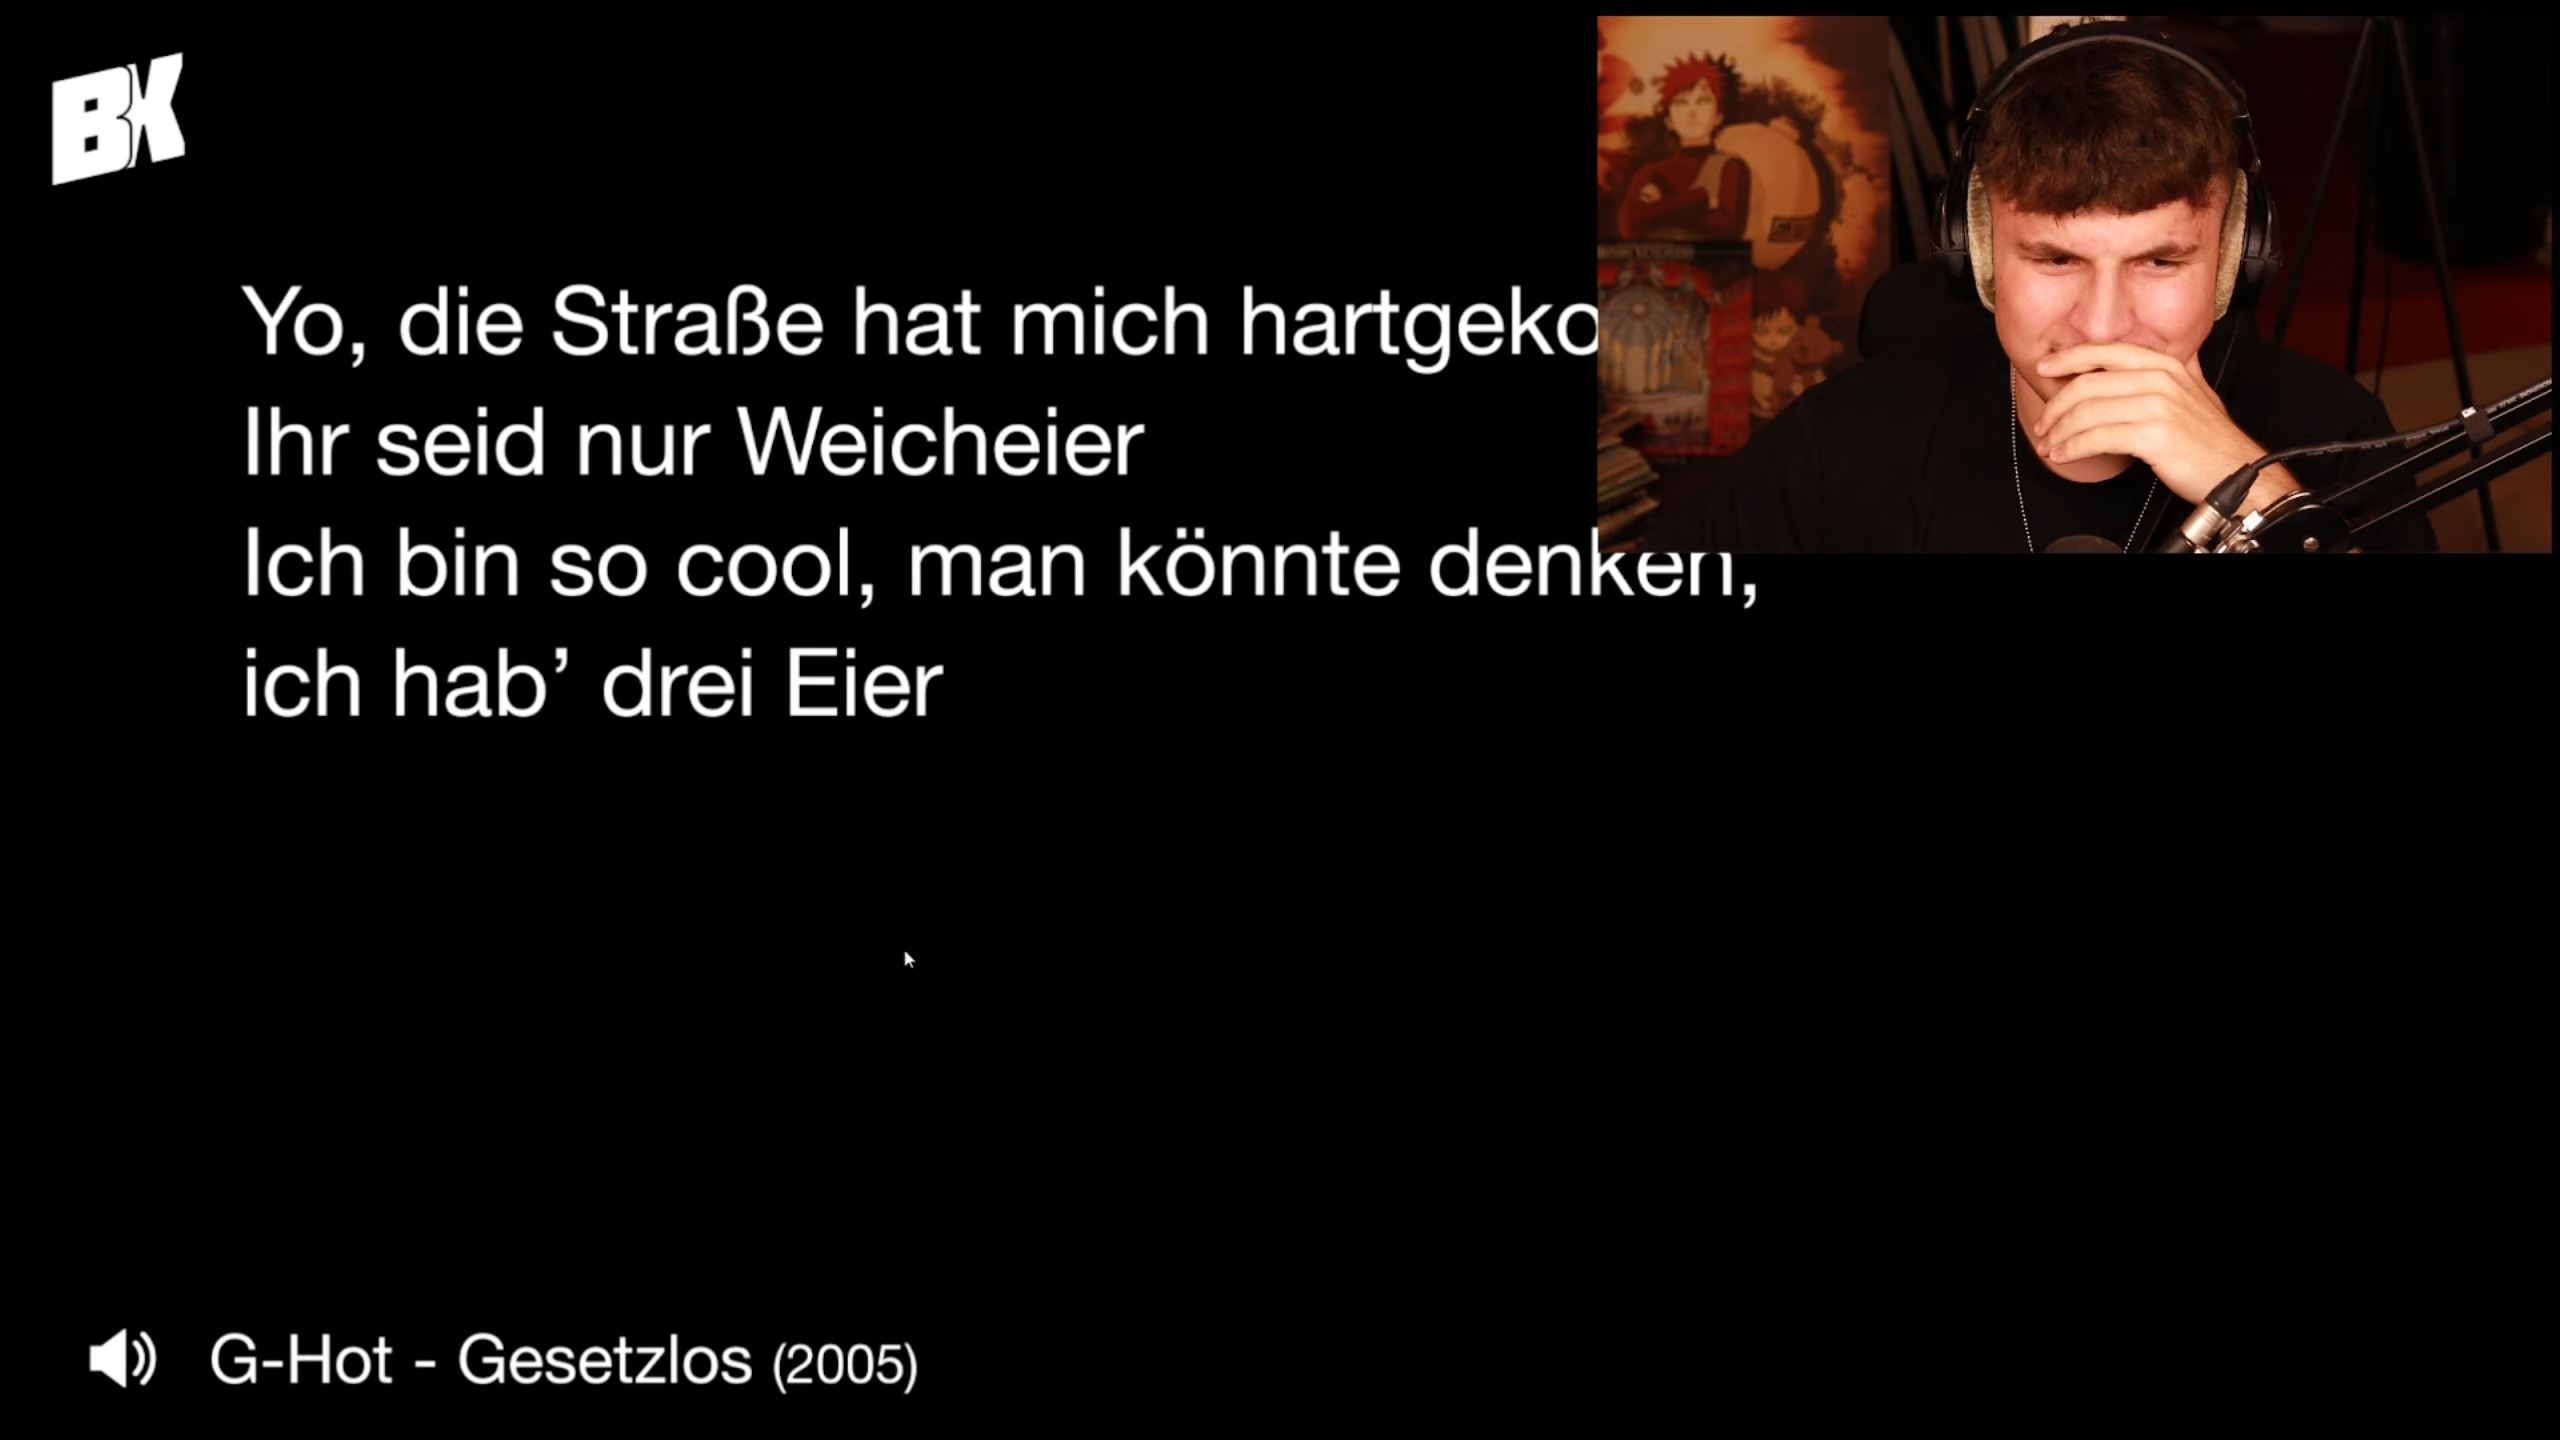 BK
Yo, die Straße hat mich hartgeko
Ihr seid nur Weicheier
Ich bin so cool, man könnte denken,
ich hab’ drei Eier
G-Hot - Gesetzlos (2005)